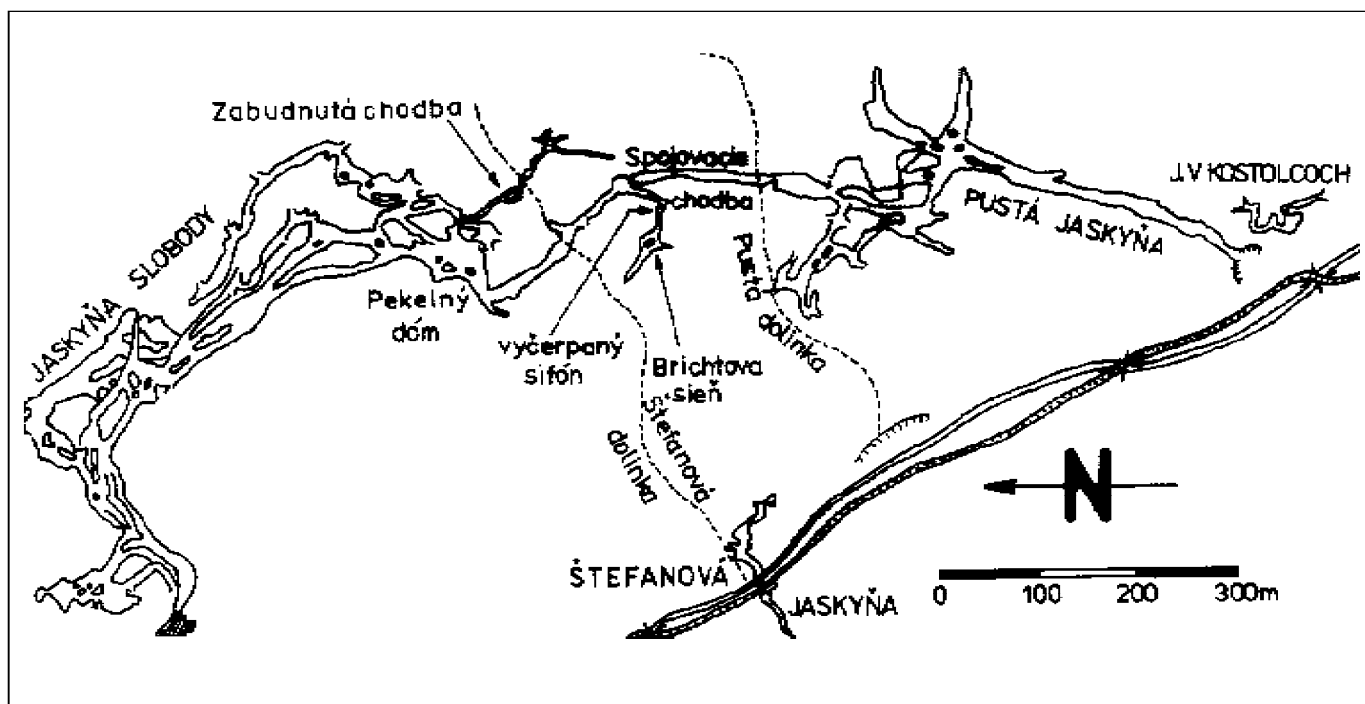 Zabudnutá chodba
Spojovacia
chodba
J.V KOSTOLCOCH
PUSTÁ JASKYŇA
JASKYŇA SLOBODY
Pekelný
dóm
vyčerpaný
sifón
Brichtova
sieň
Pustá
dolinka
Štefanová
dolinka
ŠTEFANOVÁ
JASKYŇA
N
0 100 200 300m